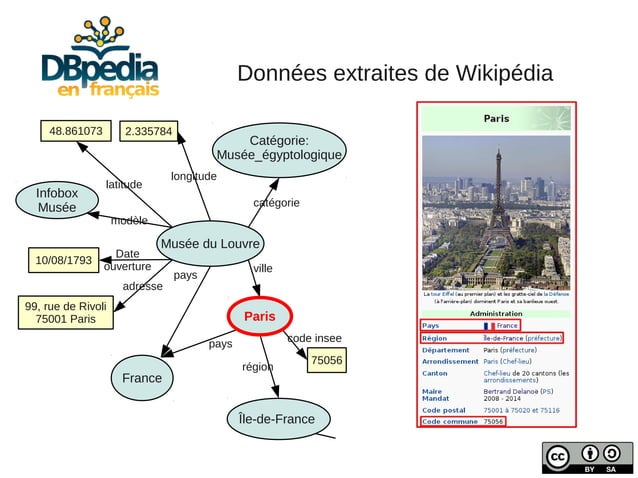 DBpedia
en français
Données extraites de Wikipédia
48.861073
2.335784
Catégorie:
Musée_égyptologique
latitude
longitude
catégorie
Infobox
Musée
modèle
Musée du Louvre
10/08/1793
Date
ouverture
adresse
pays
ville
99, rue de Rivoli
75001 Paris
Paris
pays
code insee
75056
région
France
Île-de-France
Paris
La tour Eiffel (au premier plan) et les gratte-ciel de la Défense
(à l'arrière-plan) dominent Paris et sa banlieue ouest.
Administration
Pays France
Région Île-de-France (préfecture)
Département Paris (préfecture)
Arrondissement Paris (Chef-lieu)
Canton Chef-lieu de 20 cantons (les
arrondissements)
Maire Bertrand Delanoë (PS)
Mandat 2008 - 2014
Code postal 75001 à 75020 et 75116
Code commune 75056
cc
BY SA